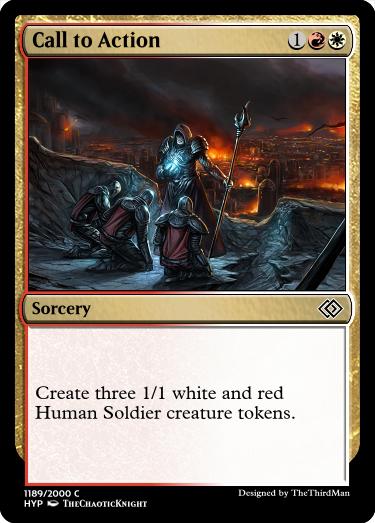 Call to Action 1
Sorcery
Create three 1/1 white and red
Human Soldier creature tokens.
1189/2000 C Designed by TheThirdMan
HYP TheChaoticKnight